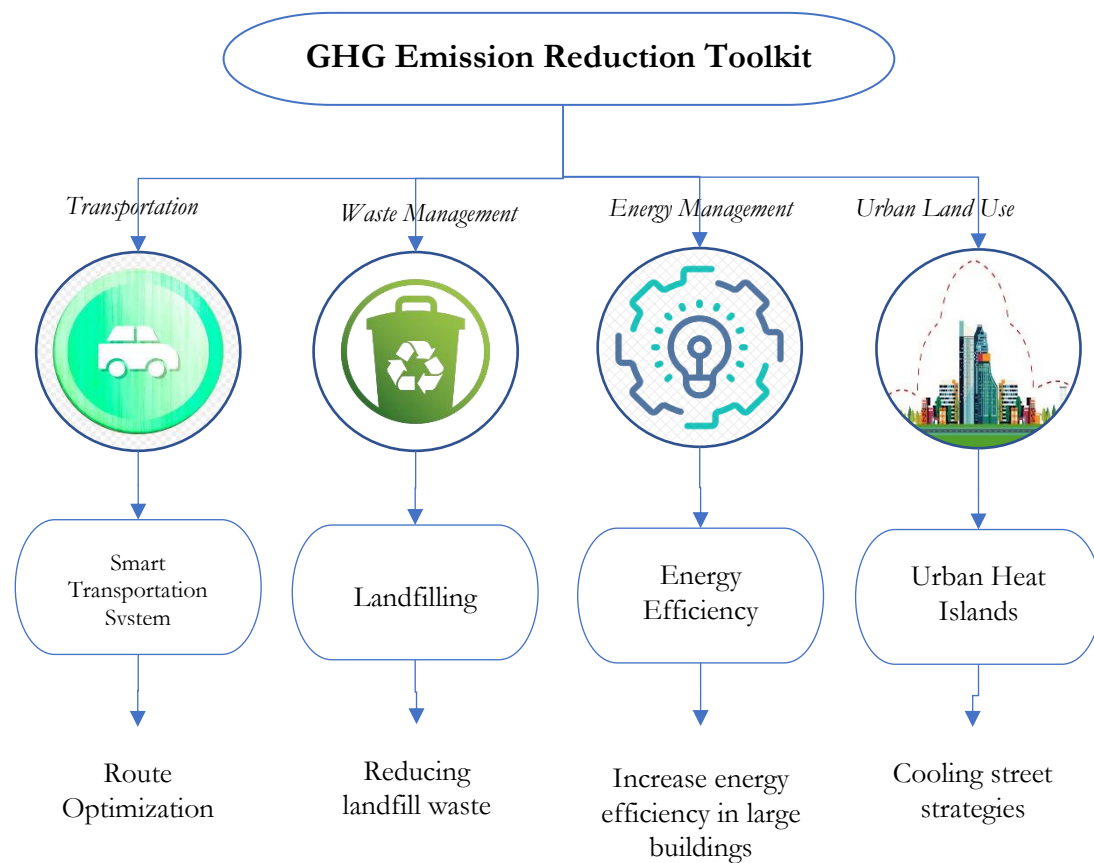 GHG Emission Reduction Toolkit
Transportation
Waste Management
Energy Management
Urban Land Use
Smart
Transportation
System
Landfilling
Energy
Efficiency
Urban Heat
Islands
Route
Optimization
Reducing
landfill waste
Increase energy
efficiency in large
buildings
Cooling street
strategies